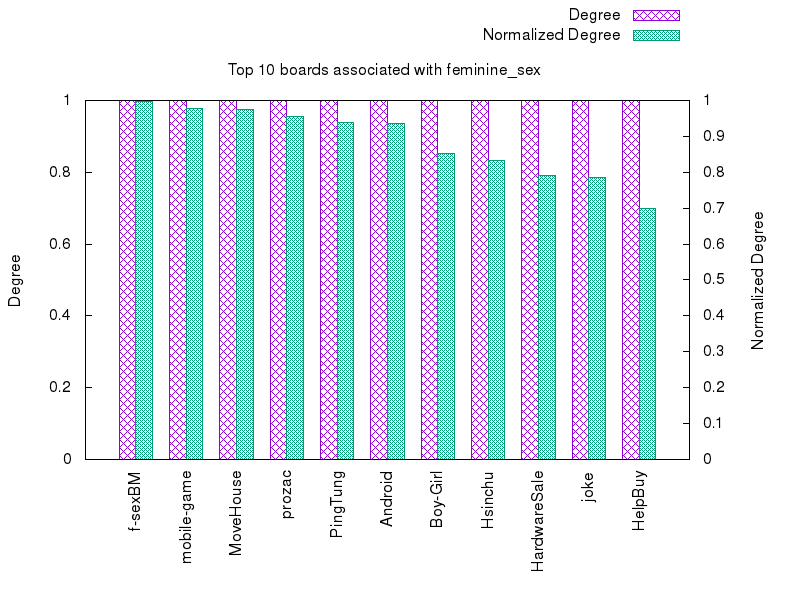 Degree
Normalized Degree
Top 10 boards associated with feminine_sex
1
0.8
0.6
0.4
0.2
0
Degree
1
0.9
0.8
0.7
0.6
0.5
0.4
0.3
0.2
0.1
0
Normalized Degree
f-sexBM
mobile-game
MoveHouse
prozac
PingTung
Android
Boy-Girl
Hsinchu
HardwareSale
joke
HelpBuy